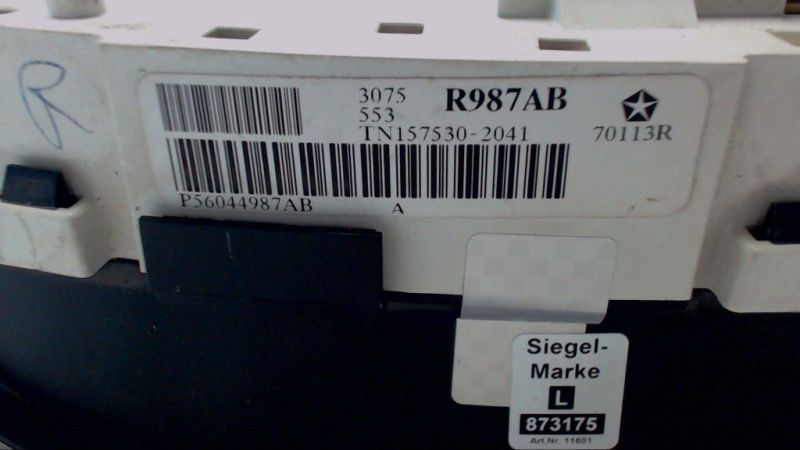 R
3075
R987AB
553
TN157530-2041
70113R
P56044987AB
A
Siegel-
Marke
L
873175
Art.Nr. 11601